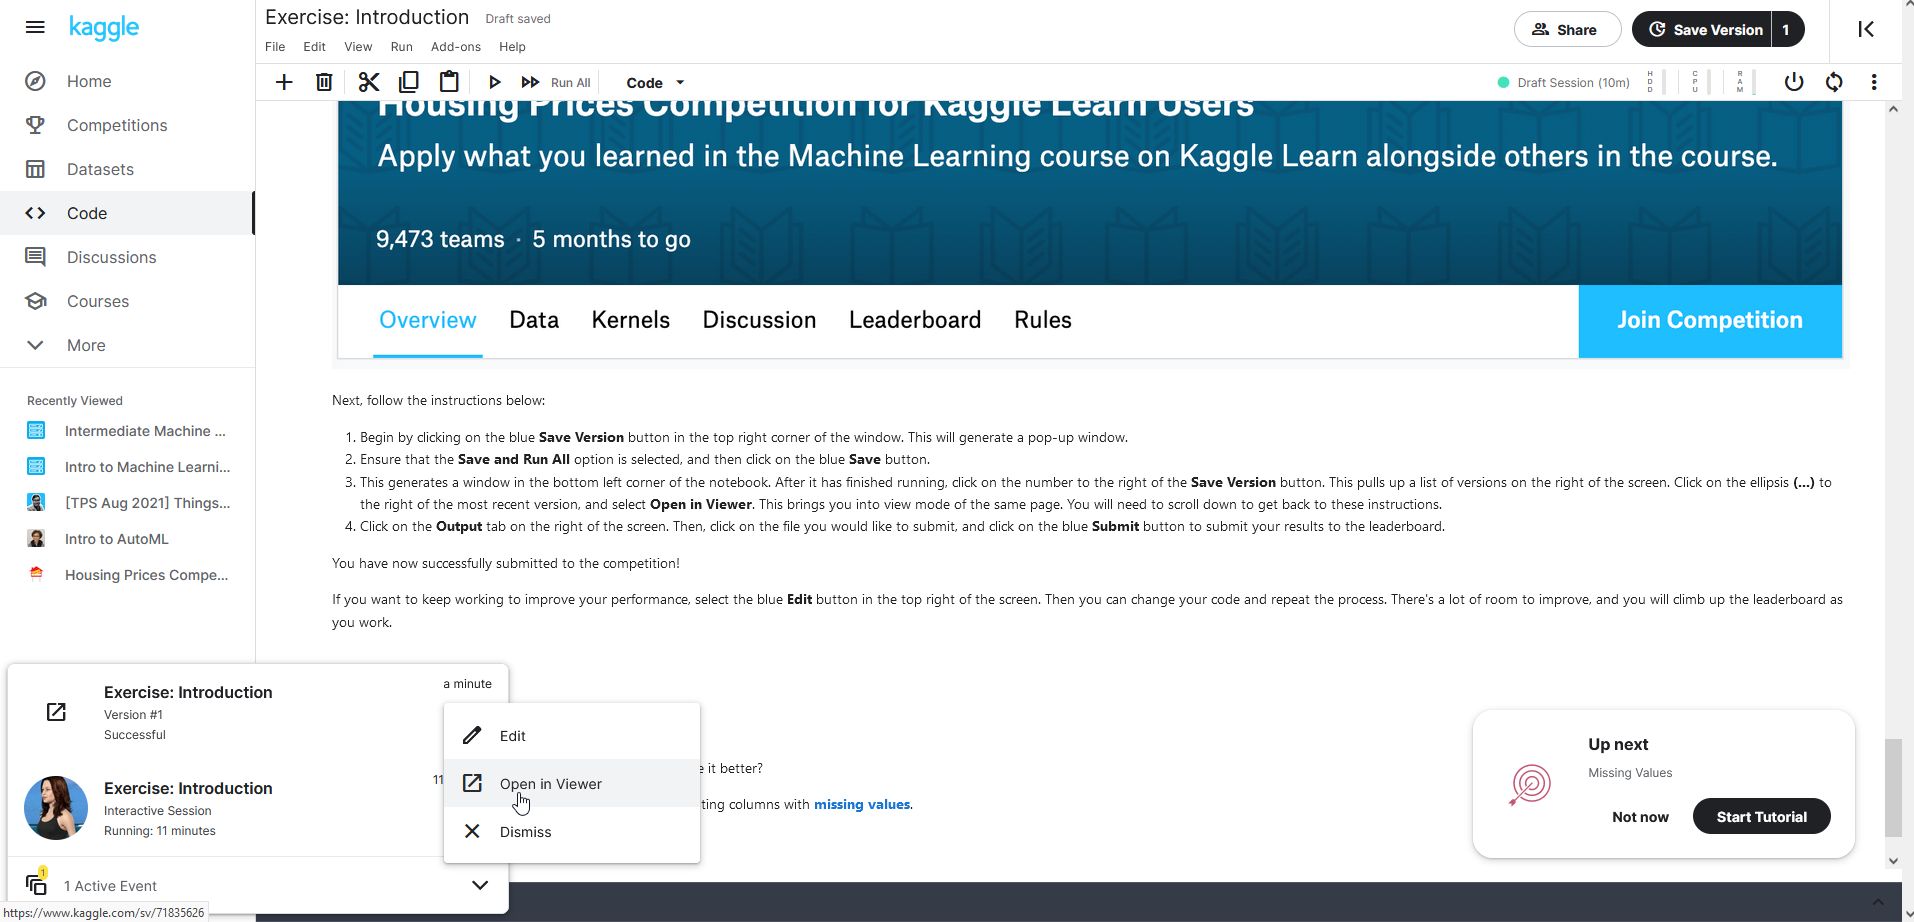 kaggle
Home
Competitions
Datasets
Code
Discussions
Courses
More
Recently Viewed
Intermediate Machine ...
Intro to Machine Learni...
[TPS Aug 2021] Things...
Intro to AutoML
Housing Prices Compe...
Exercise: Introduction Draft saved
File Edit View Run Add-ons Help
Share
Save Version 1
Run All
Code
Draft Session (10m)
HDD
CPU
RAM
Housing Prices Competition for Kaggle Learn Users
Apply what you learned in the Machine Learning course on Kaggle Learn alongside others in the course.
9,473 teams · 5 months to go
Overview Data Kernels Discussion Leaderboard Rules
Join Competition
Next, follow the instructions below:
1. Begin by clicking on the blue Save Version button in the top right corner of the window. This will generate a pop-up window.
2. Ensure that the Save and Run All option is selected, and then click on the blue Save button.
3. This generates a window in the bottom left corner of the notebook. After it has finished running, click on the number to the right of the Save Version button. This pulls up a list of versions on the right of the screen. Click on the ellipsis (...) to
the right of the most recent version, and select Open in Viewer. This brings you into view mode of the same page. You will need to scroll down to get back to these instructions.
4. Click on the Output tab on the right of the screen. Then, click on the file you would like to submit, and click on the blue Submit button to submit your results to the leaderboard.
You have now successfully submitted to the competition!
If you want to keep working to improve your performance, select the blue Edit button in the top right of the screen. Then you can change your code and repeat the process. There's a lot of room to improve, and you will climb up the leaderboard as
you work.
e it better?
ting columns with missing values.
Exercise: Introduction
a minute
Version #1
Successful
Exercise: Introduction
11
Interactive Session
Running: 11 minutes
1
1 Active Event
Edit
Open in Viewer
Dismiss
Up next
Missing Values
Not now
Start Tutorial
https://www.kaggle.com/sv/71835626